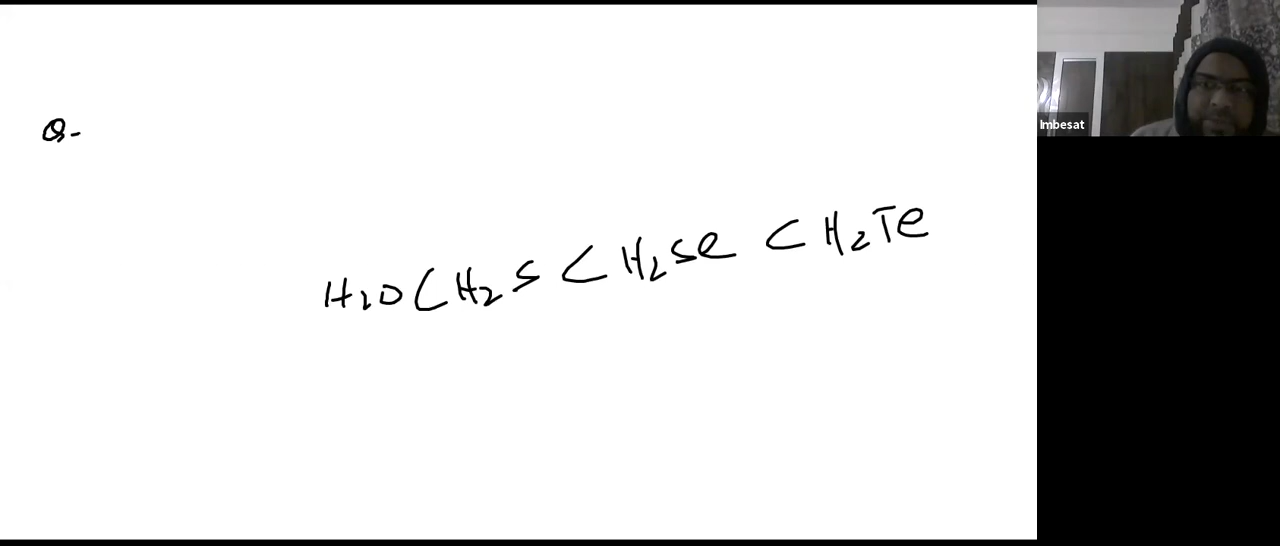 Q-
H₂O < H₂S < H₂Se < H₂Te
Imbesat